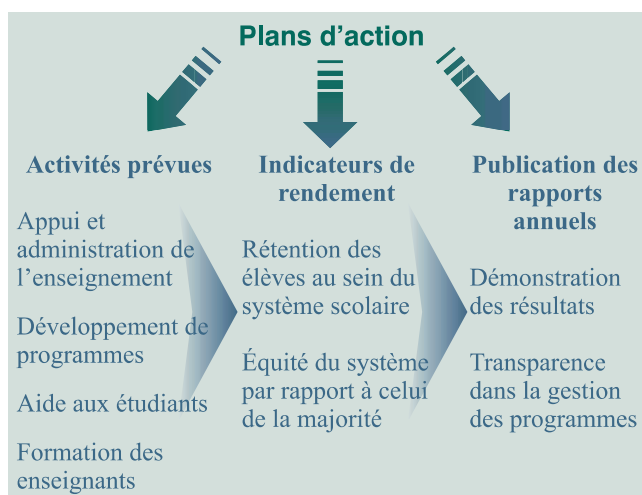 Plans d’action
Activités prévues
Appui et
administration de
l’enseignement
Développement de
programmes
Aide aux étudiants
Formation des
enseignants
Indicateurs de
rendement
Rétention des
élèves au sein du
système scolaire
Équité du système
par rapport à celui
de la majorité
Publication des
rapports
annuels
Démonstration
des résultats
Transparence
dans la gestion
des programmes